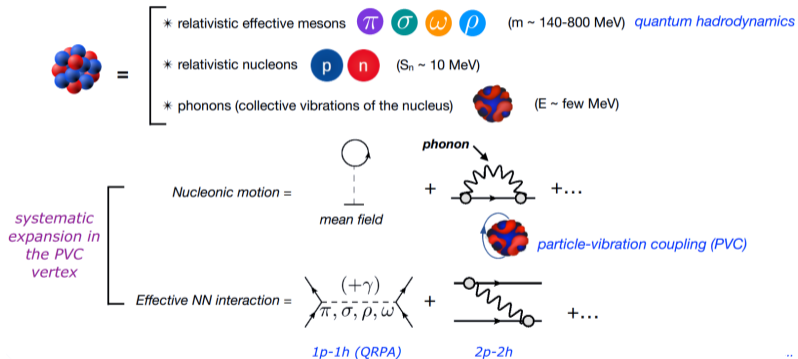 ✴ relativistic effective mesons π σ ω ρ (m ~ 140-800 MeV) quantum hadrodynamics
=
✴ relativistic nucleons p n (Sn ~ 10 MeV)
✴ phonons (collective vibrations of the nucleus) (E ~ few MeV)
phonon
Nucleonic motion = + +...
mean field
systematic
expansion in
the PVC
vertex
particle-vibration coupling (PVC)
(+γ)
Effective NN interaction = + +...
π, σ, ρ, ω
1p-1h (QRPA) 2p-2h
..